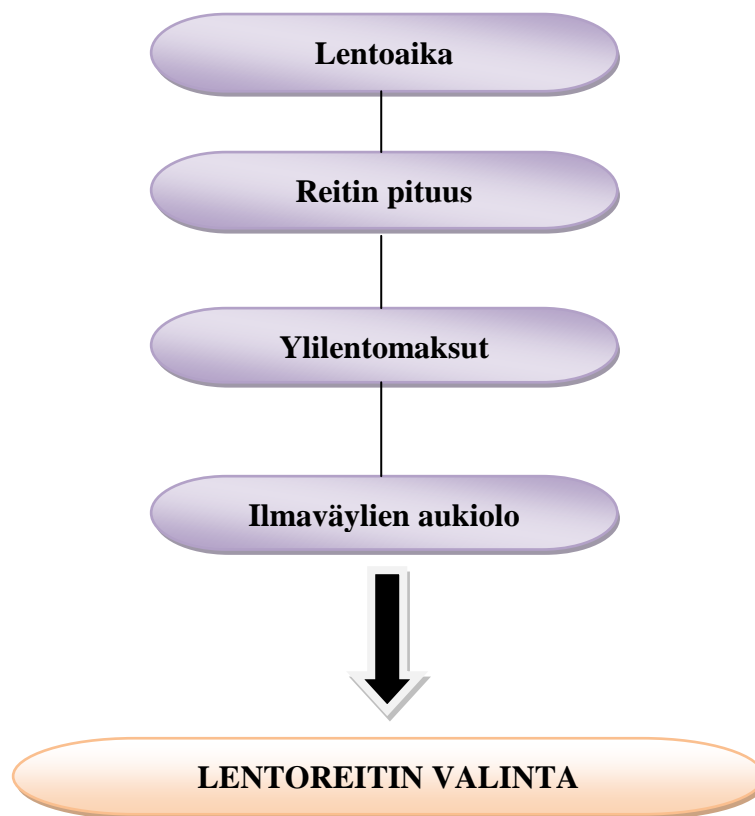 Lentoaika
Reitin pituus
Ylilentomaksut
Ilmaväylien aukiolo
LENTOREITIN VALINTA